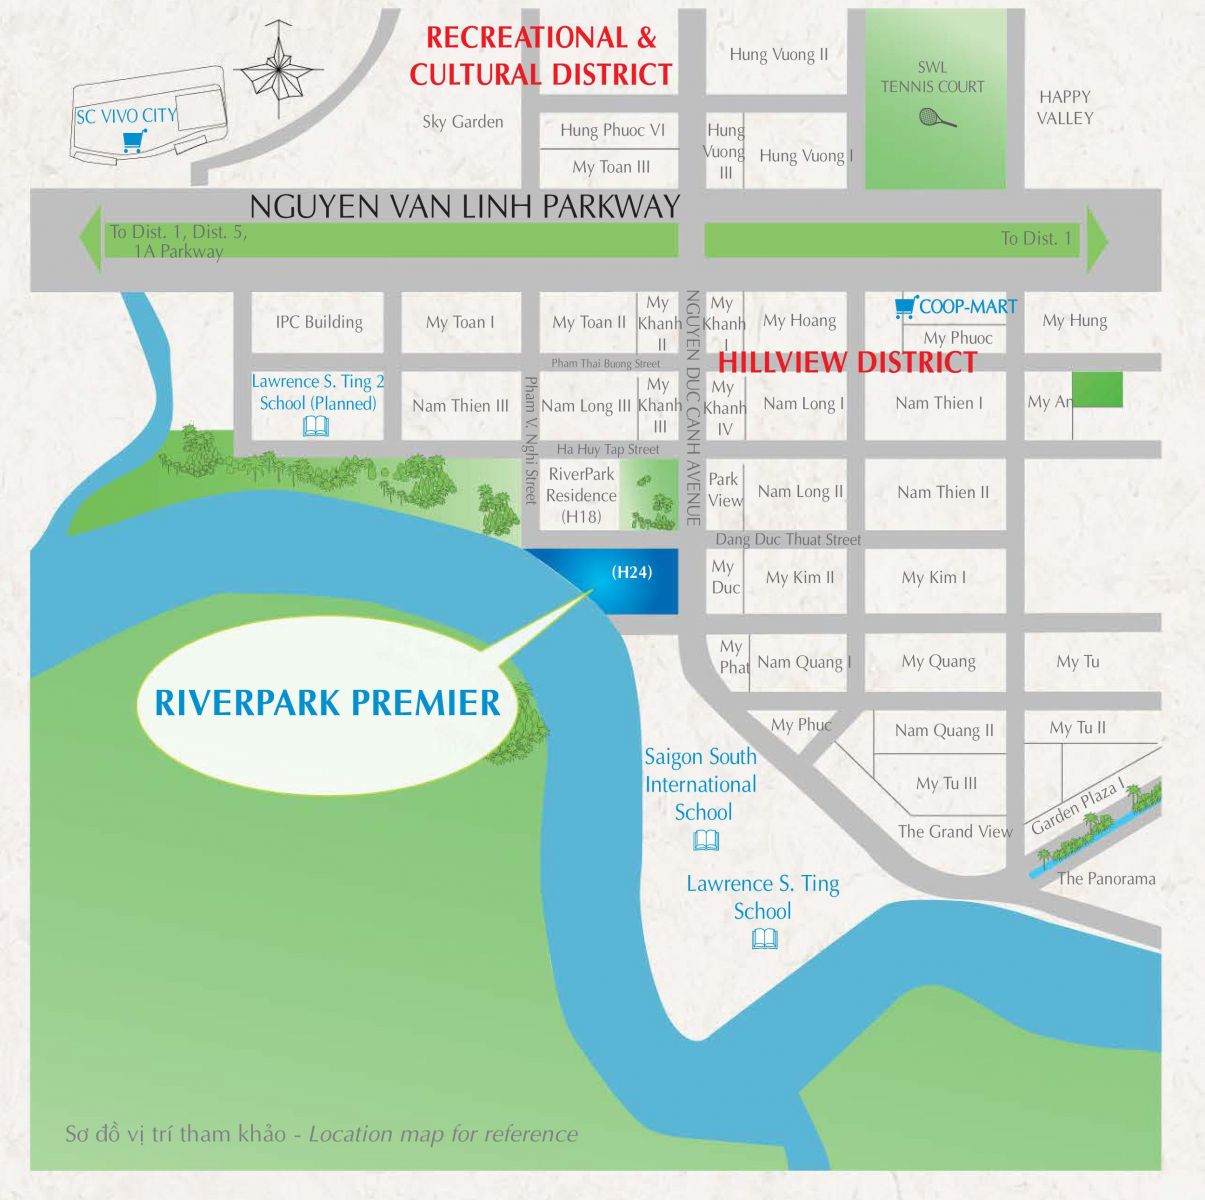 RECREATIONAL &
CULTURAL DISTRICT
Hung Vuong II
SWL
TENNIS COURT
HAPPY
VALLEY
SC VIVO CITY
Sky Garden
Hung Phuoc VI
My Toan III
Hung
Vuong
III
Hung Vuong I
NGUYEN VAN LINH PARKWAY
To Dist. 1, Dist. 5,
1A Parkway
To Dist. 1
IPC Building
My Toan I
My Toan II
My
Khanh
II
NGUYEN DUC CANH AVENUE
My
Khanh
I
My Hoang
COOP-MART
My Phuoc
My Hung
Pham Thai Buong Street
HILLVIEW DISTRICT
Lawrence S. Ting 2
School (Planned)
Nam Thien III
Pham V. Nghi Street
Nam Long III
My
Khanh
III
My
Khanh
IV
Nam Long I
Nam Thien I
My An
Ha Huy Tap Street
RiverPark
Residence
(H18)
Park
View
Nam Long II
Nam Thien II
Dang Duc Thuat Street
(H24)
My
Duc
My Kim II
My Kim I
My
Phat
Nam Quang I
My Quang
My Tu
RIVERPARK PREMIER
My Phuc
Nam Quang II
My Tu II
Saigon South
International
School
My Tu III
Garden Plaza I
The Grand View
Lawrence S. Ting
School
The Panorama
Sơ đồ vị trí tham khảo - Location map for reference